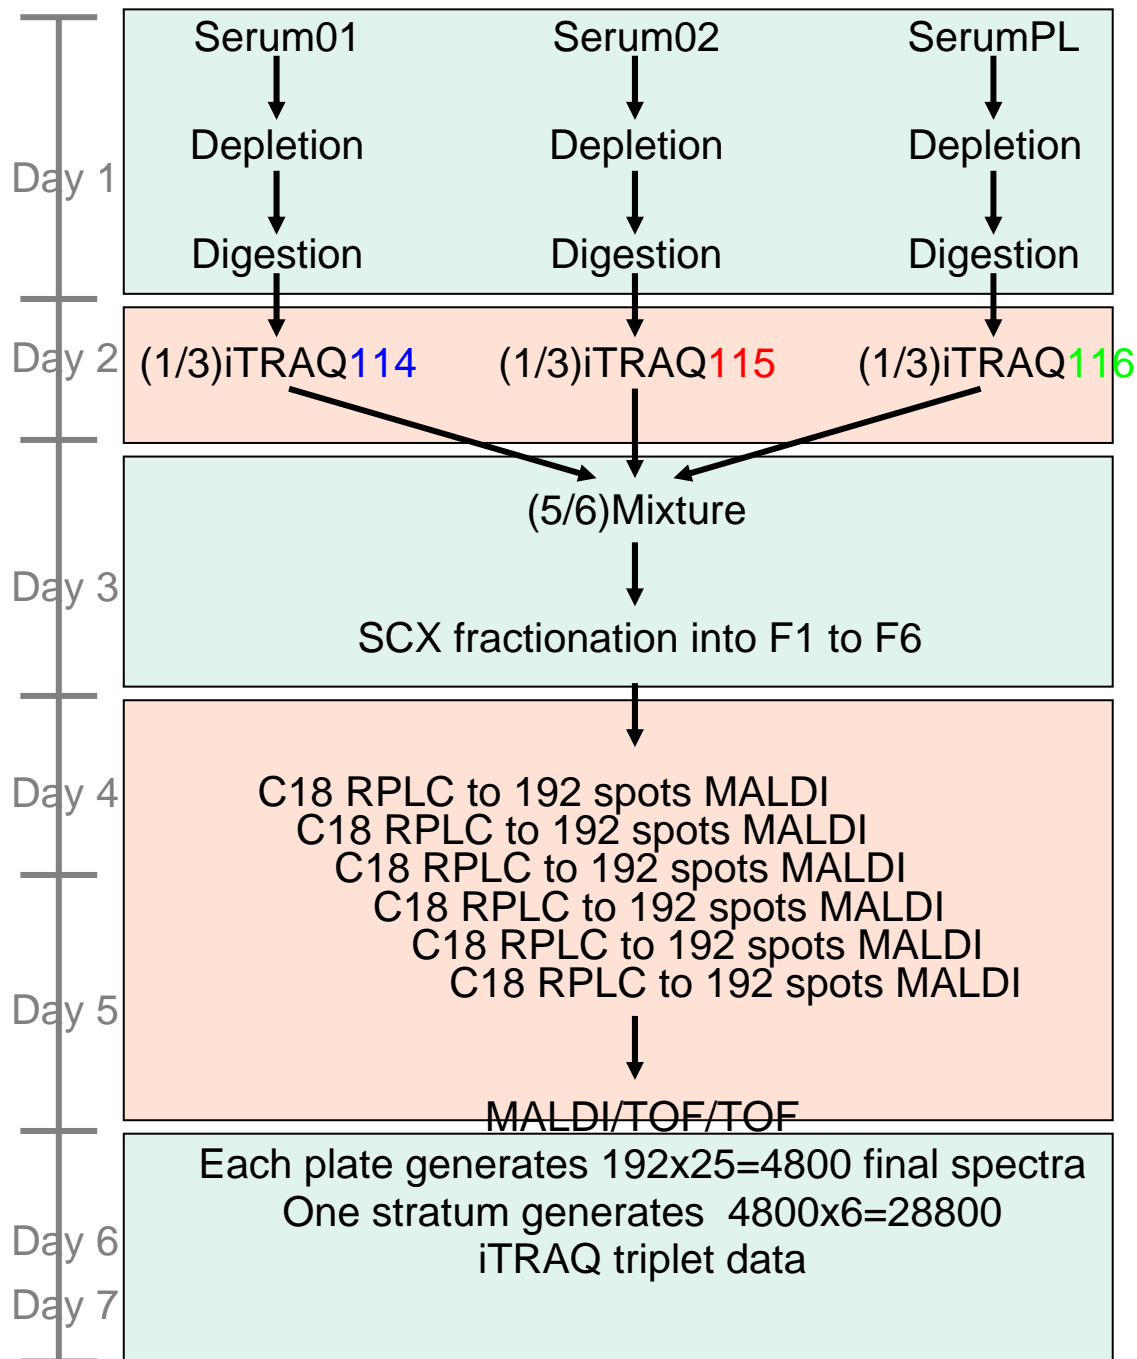 Serum01 Serum02 SerumPL
Depletion Depletion Depletion
Day 1
Digestion Digestion Digestion
Day 2 (1/3)iTRAQ114 (1/3)iTRAQ115 (1/3)iTRAQ116
(5/6)Mixture
Day 3
SCX fractionation into F1 to F6
Day 4 C18 RPLC to 192 spots MALDI
C18 RPLC to 192 spots MALDI
C18 RPLC to 192 spots MALDI
C18 RPLC to 192 spots MALDI
C18 RPLC to 192 spots MALDI
C18 RPLC to 192 spots MALDI
Day 5
MALDI/TOF/TOF
Each plate generates 192x25=4800 final spectra
One stratum generates 4800x6=28800
Day 6
iTRAQ triplet data
Day 7